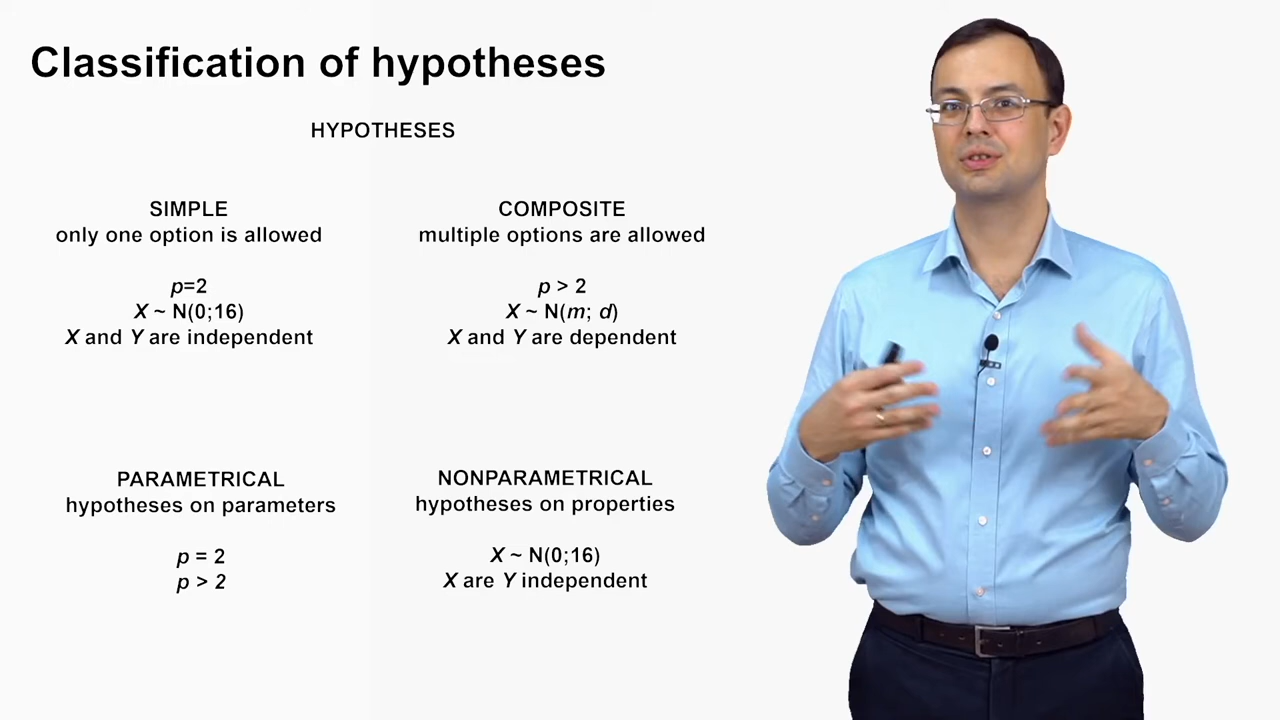 Classification of hypotheses
HYPOTHESES
SIMPLE
only one option is allowed
p=2
X ~ N(0;16)
X and Y are independent
COMPOSITE
multiple options are allowed
p > 2
X ~ N(m; d)
X and Y are dependent
PARAMETRICAL
hypotheses on parameters
p = 2
p > 2
NONPARAMETRICAL
hypotheses on properties
X ~ N(0;16)
X are Y independent